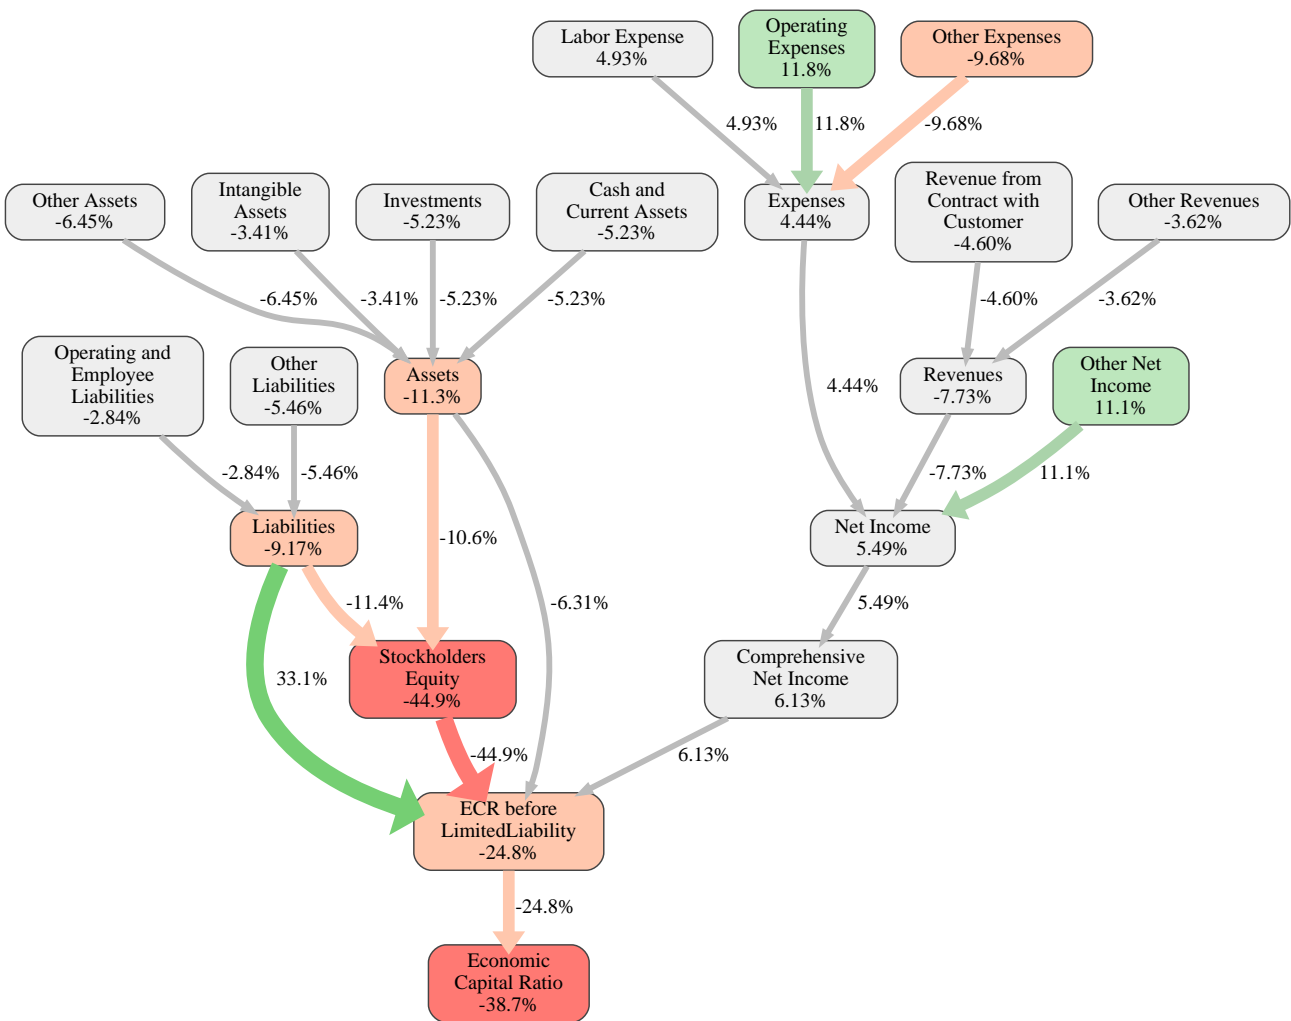 Labor Expense
4.93%
Operating
Expenses
11.8%
Other Expenses
-9.68%
4.93%
11.8%
-9.68%
Other Assets
-6.45%
Intangible
Assets
-3.41%
Investments
-5.23%
Cash and
Current Assets
-5.23%
Expenses
4.44%
Revenue from
Contract with
Customer
-4.60%
Other Revenues
-3.62%
-6.45%
-3.41%
-5.23%
-5.23%
-4.60%
-3.62%
Operating and
Employee
Liabilities
-2.84%
Other
Liabilities
-5.46%
Assets
-11.3%
4.44%
Revenues
-7.73%
Other Net
Income
11.1%
-2.84%
-5.46%
-7.73%
11.1%
Liabilities
-9.17%
-10.6%
Net Income
5.49%
-11.4%
-6.31%
5.49%
33.1%
Stockholders
Equity
-44.9%
Comprehensive
Net Income
6.13%
-44.9%
6.13%
ECR before
LimitedLiability
-24.8%
-24.8%
Economic
Capital Ratio
-38.7%